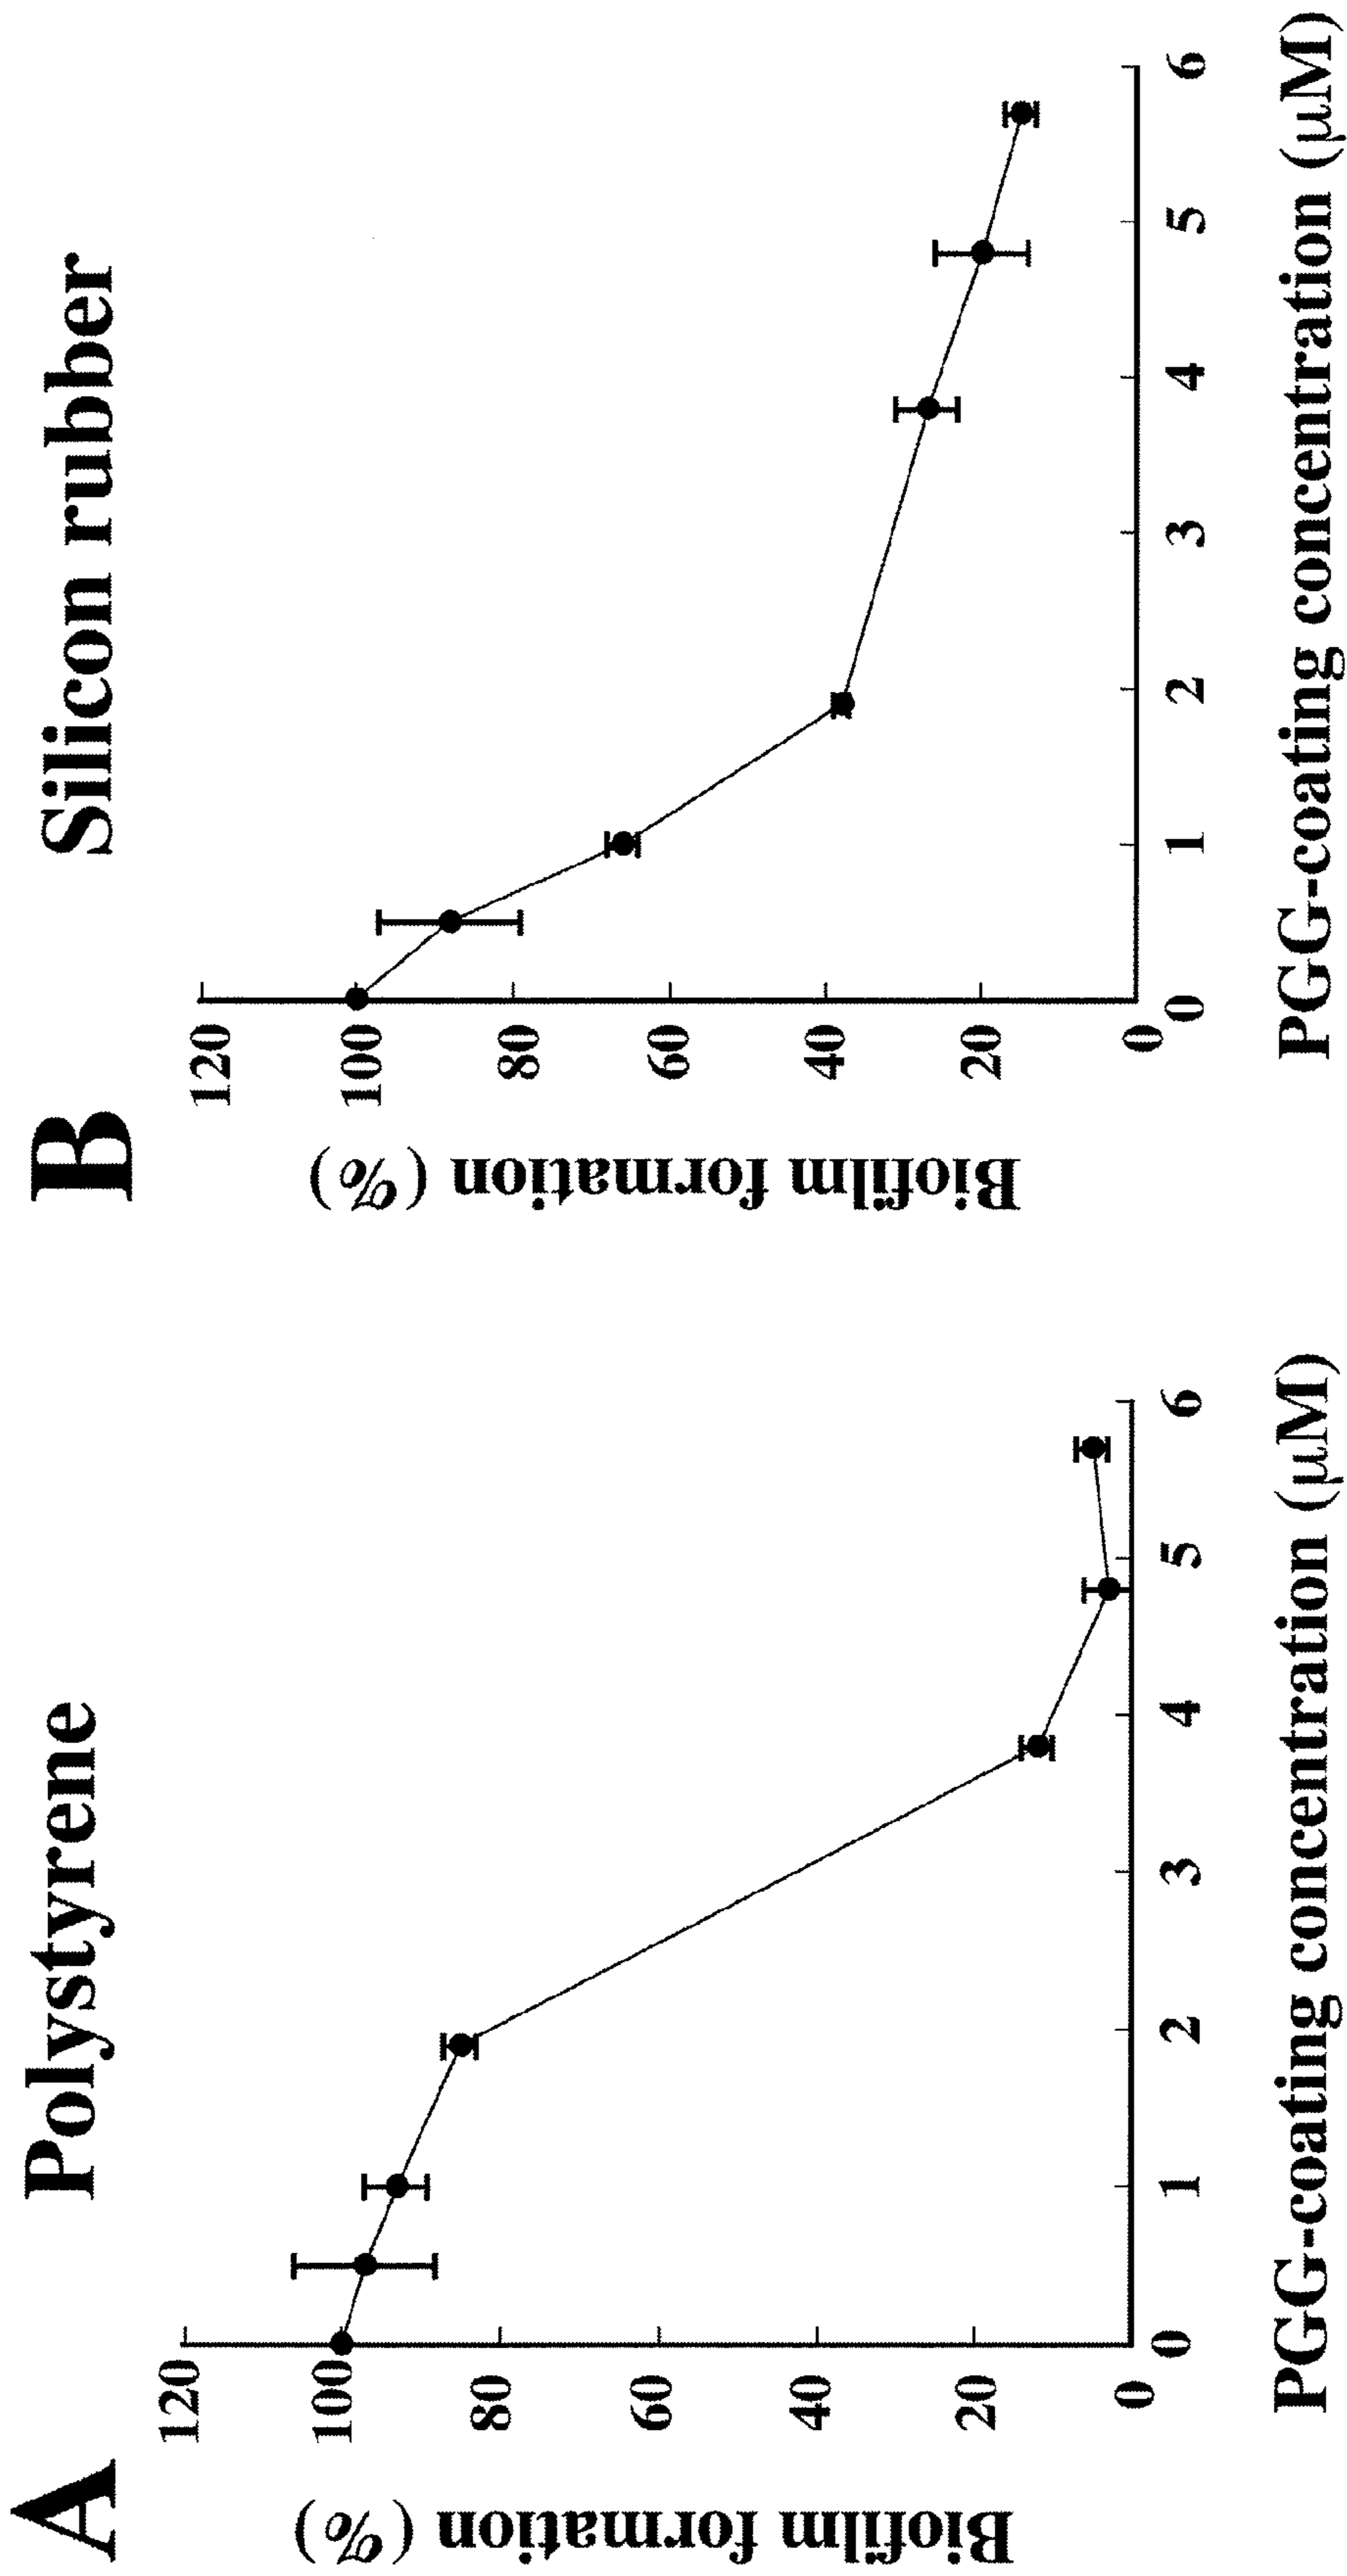 A
Polystyrene
Biofilm formation (%)
120
100
80
60
40
20
0
0 1 2 3 4 5 6
PGG-coating concentration (μM)
B
Silicon rubber
Biofilm formation (%)
120
100
80
60
40
20
0
0 1 2 3 4 5 6
PGG-coating concentration (μM)